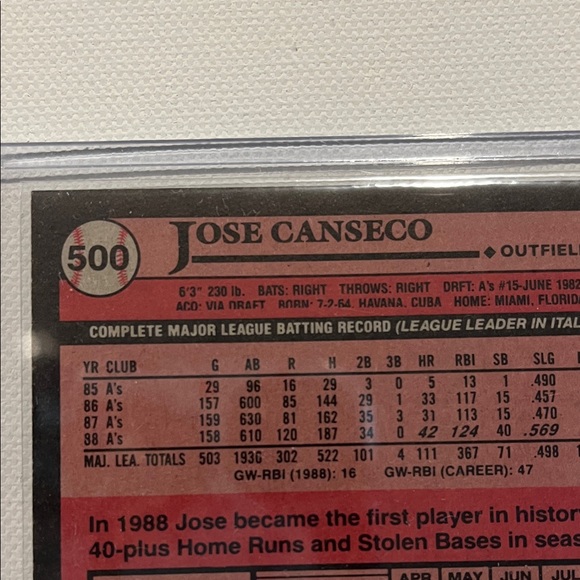 500 JOSE CANSECO
◆ OUTFIEL
6'3" 230 lb. BATS: RIGHT THROWS: RIGHT DRFT: A's #15-JUNE 1982
ACQ: VIA DRAFT BORN: 7-2-64, HAVANA, CUBA HOME: MIAMI, FLORIDA
COMPLETE MAJOR LEAGUE BATTING RECORD (LEAGUE LEADER IN ITAL
YR CLUB G AB R H 2B 3B HR RBI SB SLG
85 A's 29 96 16 29 3 0 5 13 1 .490
86 A's 157 600 85 144 29 1 33 117 15 .457
87 A's 159 630 81 162 35 3 31 113 15 .470
88 A's 158 610 120 187 34 0 42 124 40 .569
MAJ. LEA. TOTALS 503 1936 302 522 101 4 111 367 71 .498
GW-RBI (1988): 16 GW-RBI (CAREER): 47
In 1988 Jose became the first player in histor
40-plus Home Runs and Stolen Bases in seas
APR MAY JUN JUL